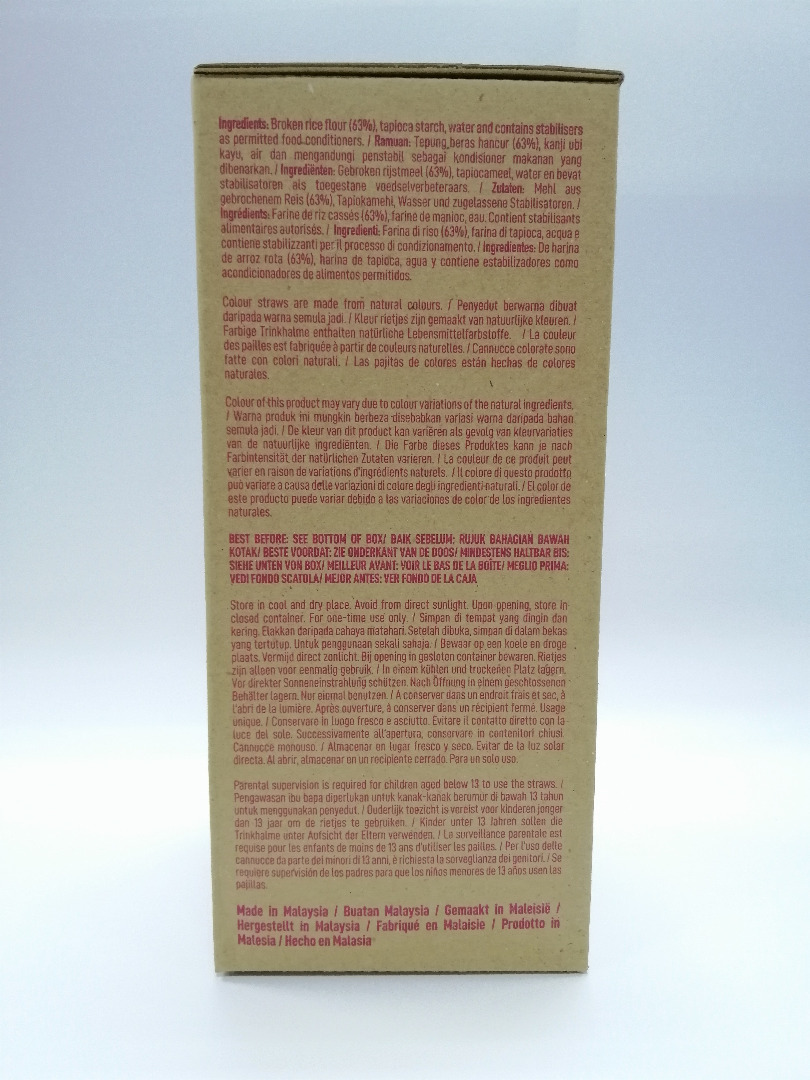 Ingredients: Broken rice flour (63%), tapioca starch, water and contains stabilisers
as permitted food conditioners. / Ramuan: Tepung beras hancur (63%), kanji ubi
kayu, air dan mengandungi penstabil sebagai kondisioner makanan yang
dibenarkan. / Ingrediënten: Gebroken rijstmeel (63%), tapiocameel, water en bevat
stabilisatoren als toegestane voedselverbeteraars. / Zutaten: Mehl aus
gebrochenem Reis (63%), Tapiokamehl, Wasser und zugelassene Stabilisatoren. /
Ingrédients: Farine de riz cassés (63%), farine de manioc, eau. Contient stabilisants
alimentaires autorisés. / Ingredienti: Farina di riso (63%), farina di tapioca, acqua e
contiene stabilizzanti per il processo di condizionamento. / Ingredientes: De harina
de arroz rota (63%), harina de tapioca, agua y contiene estabilizadores como
acondicionadores de alimentos permitidos.
Colour straws are made from natural colours. / Penyedut berwarna dibuat
daripada warna semula jadi. / Kleur rietjes zijn gemaakt van natuurlijke kleuren. /
Farbige Trinkhalme enthalten natürliche Lebensmittelfarbstoffe. / La couleur
des pailles est fabriquée à partir de couleurs naturelles. / Cannucce colorate sono
fatte con colori naturali. / Las pajitas de colores están hechas de colores
naturales.
Colour of this product may vary due to colour variations of the natural ingredients.
/ Warna produk ini mungkin berbeza disebabkan variasi warna daripada bahan
semula jadi. / De kleur van dit product kan variëren als gevolg van kleurvariaties
van de natuurlijke ingrediënten. / Die Farbe dieses Produktes kann je nach
Farbintensität der natürlichen Zutaten varieren. / La couleur de ce produit peut
varier en raison de variations d'ingrédients naturels. / Il colore di questo prodotto
può variare a causa delle variazioni di colore degli ingredienti naturali. / El color de
este producto puede variar debido a las variaciones de color de los ingredientes
naturales.
BEST BEFORE: SEE BOTTOM OF BOX/ BAIK SEBELUM: RUJUK BAHAGIAN BAWAH
KOTAK/ BESTE VOORDAT: ZIE ONDERKANT VAN DE DOOS/ MINDESTENS HALTBAR BIS:
SIEHE UNTEN VON BOX/ MEILLEUR AVANT: VOIR LE BAS DE LA BOÎTE/ MEGLIO PRIMA:
VEDI FONDO SCATOLA/ MEJOR ANTES: VER FONDO DE LA CAJA
Store in cool and dry place. Avoid from direct sunlight. Upon opening, store in
closed container. For one-time use only. / Simpan di tempat yang dingin dan
kering. Elakkan daripada cahaya matahari. Setelah dibuka, simpan di dalam bekas
yang tertutup. Untuk penggunaan sekali sahaja. / Bewaar op een koele en droge
plaats. Vermijd direct zonlicht. Bij opening in gesloten container bewaren. Rietjes
zijn alleen voor eenmalig gebruik. / In einem kühlen und trockenen Platz lagern.
Vor direkter Sonneneinstrahlung schützen. Nach Öffnung in einem geschlossenen
Behälter lagern. Nur eiomal benutzen. / A conserver dans un endroit frais et sec, à
l'abri de la lumière. Après ouverture, à conserver dans un récipient fermé. Usage
unique. / Conservare in luogo fresco e asciutto. Evitare il contatto diretto con la
luce del sole. Successivamente all'apertura, conservare in contenitori chiusi.
Cannucce monouso. / Almacenar en lugar fresco y seco. Evitar de la luz solar
directa. Al abrir, almacenar en un recipiente cerrado. Para un solo uso.
Parental supervision is required for children aged below 13 to use the straws. /
Pengawasan ibu bapa diperlukan untuk kanak-kanak berumur di bawah 13 tahun
untuk menggunakan penyedut. / Ouderlijk toezicht is vereist voor kinderen jonger
dan 13 jaar om de rietjes te gebruiken. / Kinder unter 13 Jahren sollen die
Trinkhalme unter Aufsicht der Eltern verwenden. / La surveillance parentale est
requise pour les enfants de moins de 13 ans d'utiliser les pailles. / Per l'uso delle
cannucce da parte dei minori di 13 anni, è richiesta la sorveglianza dei genitori. / Se
requiere supervisión de los padres para que los niños menores de 13 años usen las
pajillas.
Made in Malaysia / Buatan Malaysia / Gemaakt in Maleisië /
Hergestellt in Malaysia / Fabriqué en Malaisie / Prodotto in
Malesia / Hecho en Malasia